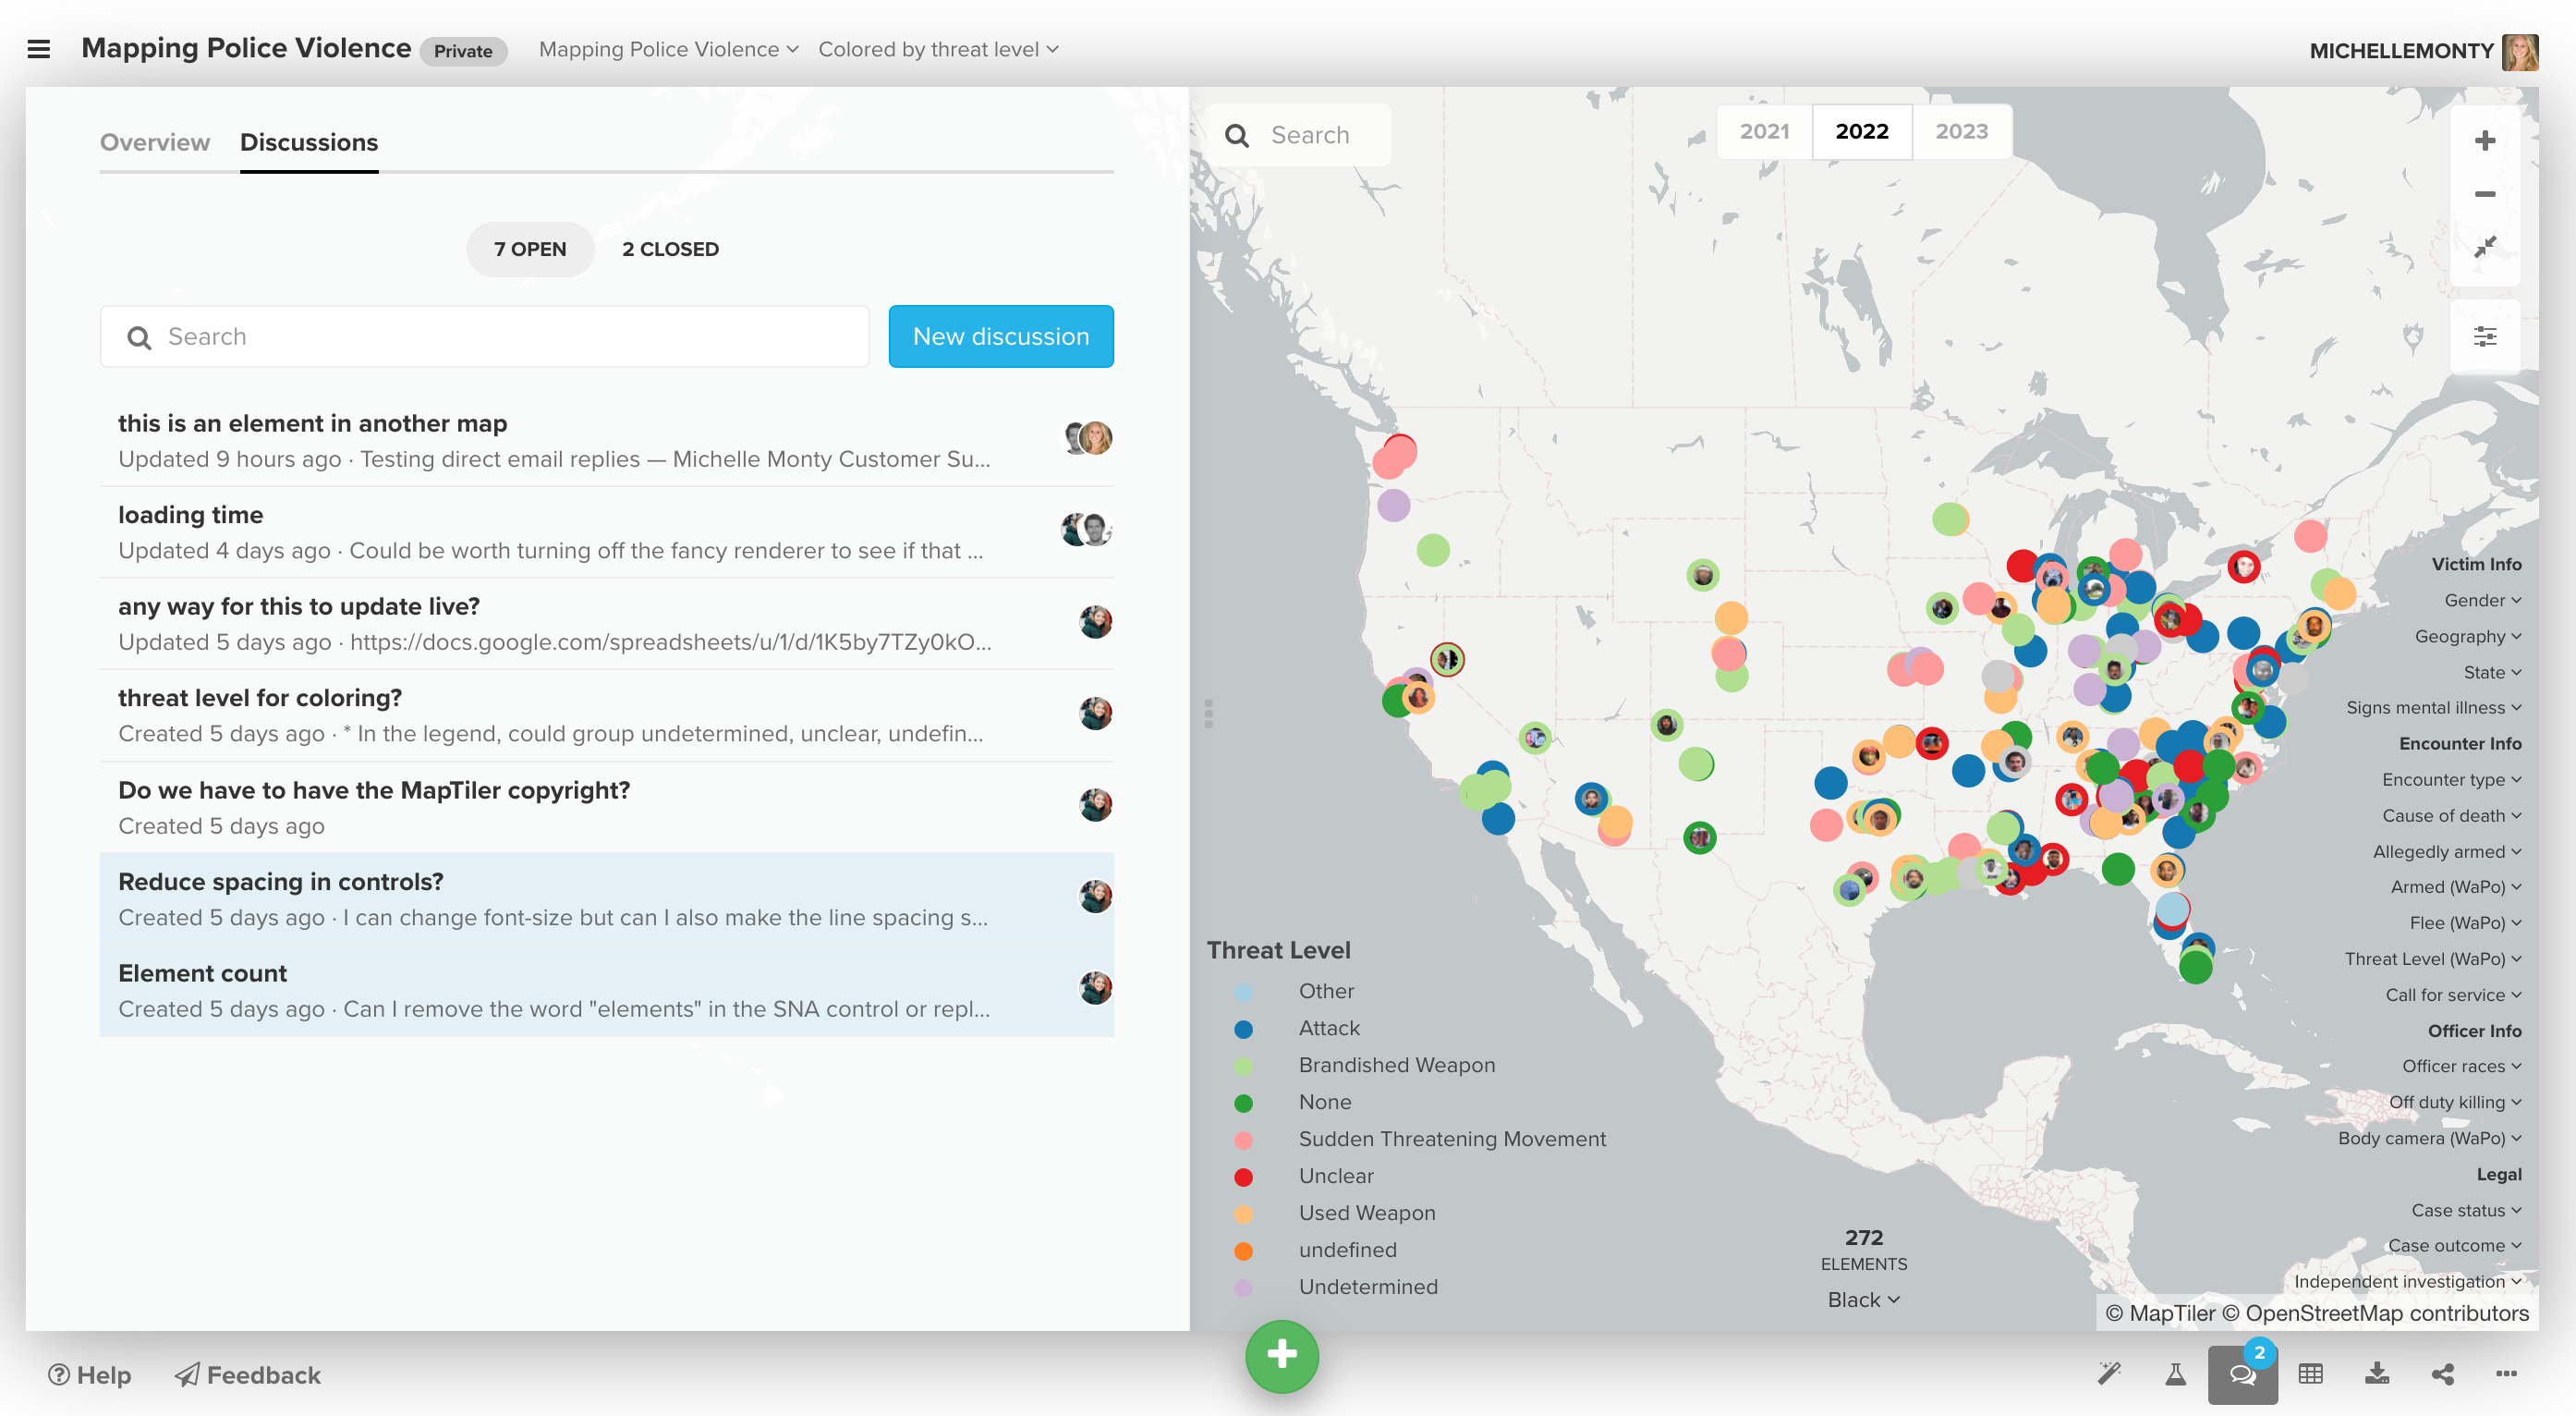 Mapping Police Violence Private Mapping Police Violence Colored by threat level MICHELLEMONTY
Overview Discussions
7 OPEN 2 CLOSED
Search New discussion
this is an element in another map
Updated 9 hours ago · Testing direct email replies — Michelle Monty Customer Su...
loading time
Updated 4 days ago · Could be worth turning off the fancy renderer to see if that ...
any way for this to update live?
Updated 5 days ago · https://docs.google.com/spreadsheets/u/1/d/1K5by7TZy0kO...
threat level for coloring?
Created 5 days ago · * In the legend, could group undetermined, unclear, undefin...
Do we have to have the MapTiler copyright?
Created 5 days ago
Reduce spacing in controls?
Created 5 days ago · I can change font-size but can I also make the line spacing s...
Element count
Created 5 days ago · Can I remove the word "elements" in the SNA control or repl...
Search
2021 2022 2023
Victim Info
Gender
Geography
State
Signs mental illness
Encounter Info
Encounter type
Cause of death
Allegedly armed
Armed (WaPo)
Flee (WaPo)
Threat Level (WaPo)
Call for service
Officer Info
Officer races
Off duty killing
Body camera (WaPo)
Legal
Case status
Case outcome
Independent investigation
Threat Level
Other
Attack
Brandished Weapon
None
Sudden Threatening Movement
Unclear
Used Weapon
undefined
Undetermined
272
ELEMENTS
Black
© MapTiler © OpenStreetMap contributors
Help Feedback
2